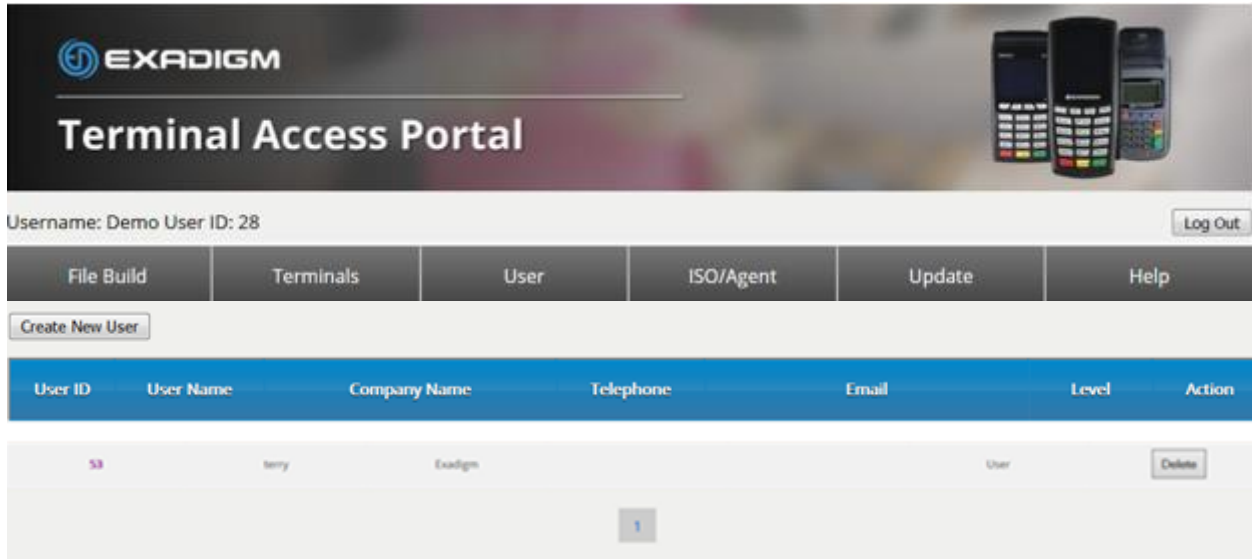 EXADIGM
Terminal Access Portal
Username: Demo User ID: 28
Log Out
File Build Terminals User ISO/Agent Update Help
Create New User
User ID User Name Company Name Telephone Email Level Action
53 terry Exadigm User Delete
1